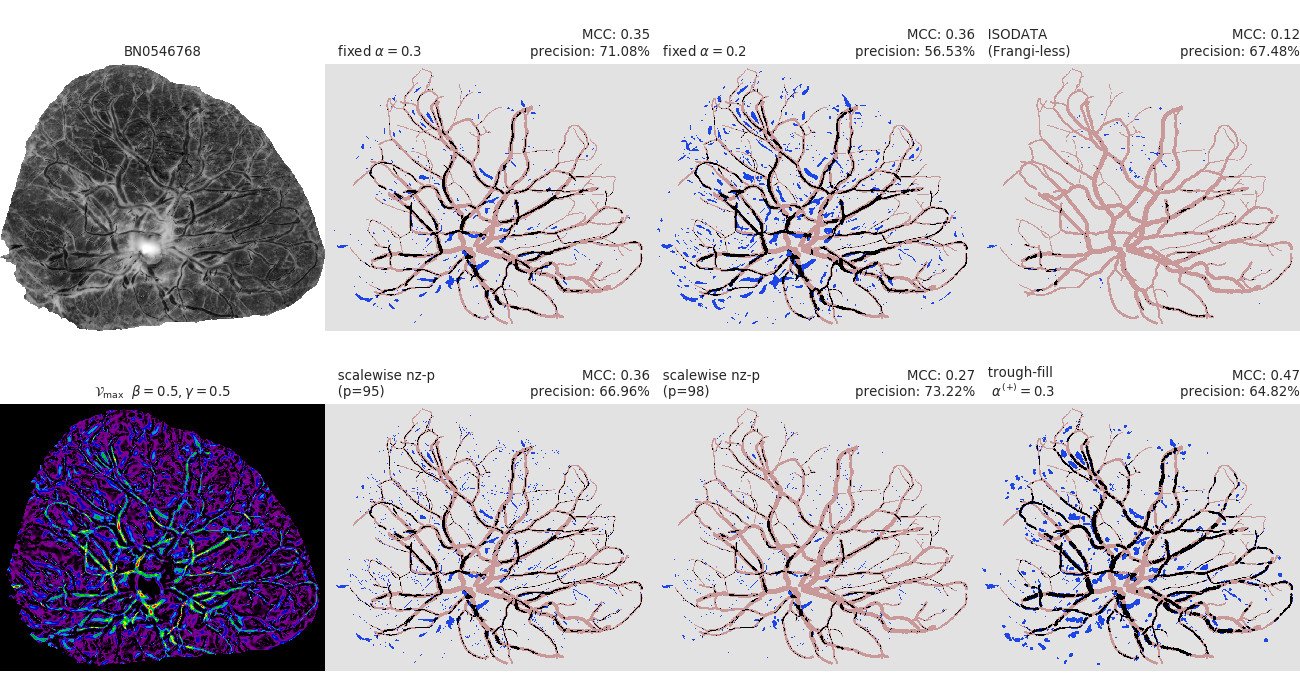 BN0546768
fixed α = 0.3
MCC: 0.35
precision: 71.08%
fixed α = 0.2
MCC: 0.36
precision: 56.53%
ISODATA
(Frangi-less)
MCC: 0.12
precision: 67.48%
𝒱max β = 0.5, γ = 0.5
scalewise nz-p
(p=95)
MCC: 0.36
precision: 66.96%
scalewise nz-p
(p=98)
MCC: 0.27
precision: 73.22%
trough-fill
α(+) = 0.3
MCC: 0.47
precision: 64.82%